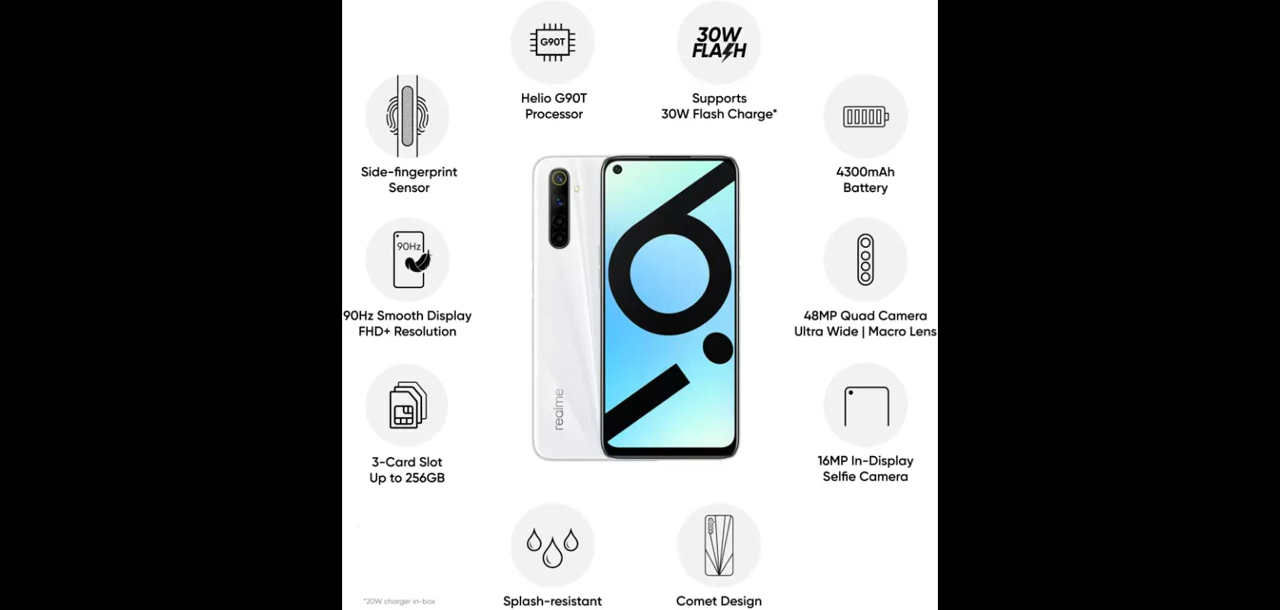 G90T
30W
FLASH
Helio G90T
Processor
Supports
30W Flash Charge*
Side-fingerprint
Sensor
4300mAh
Battery
90Hz
90Hz Smooth Display
FHD+ Resolution
48MP Quad Camera
Ultra Wide | Macro Lens
realme
3-Card Slot
Up to 256GB
16MP In-Display
Selfie Camera
*20W charger in-box
Splash-resistant
Comet Design